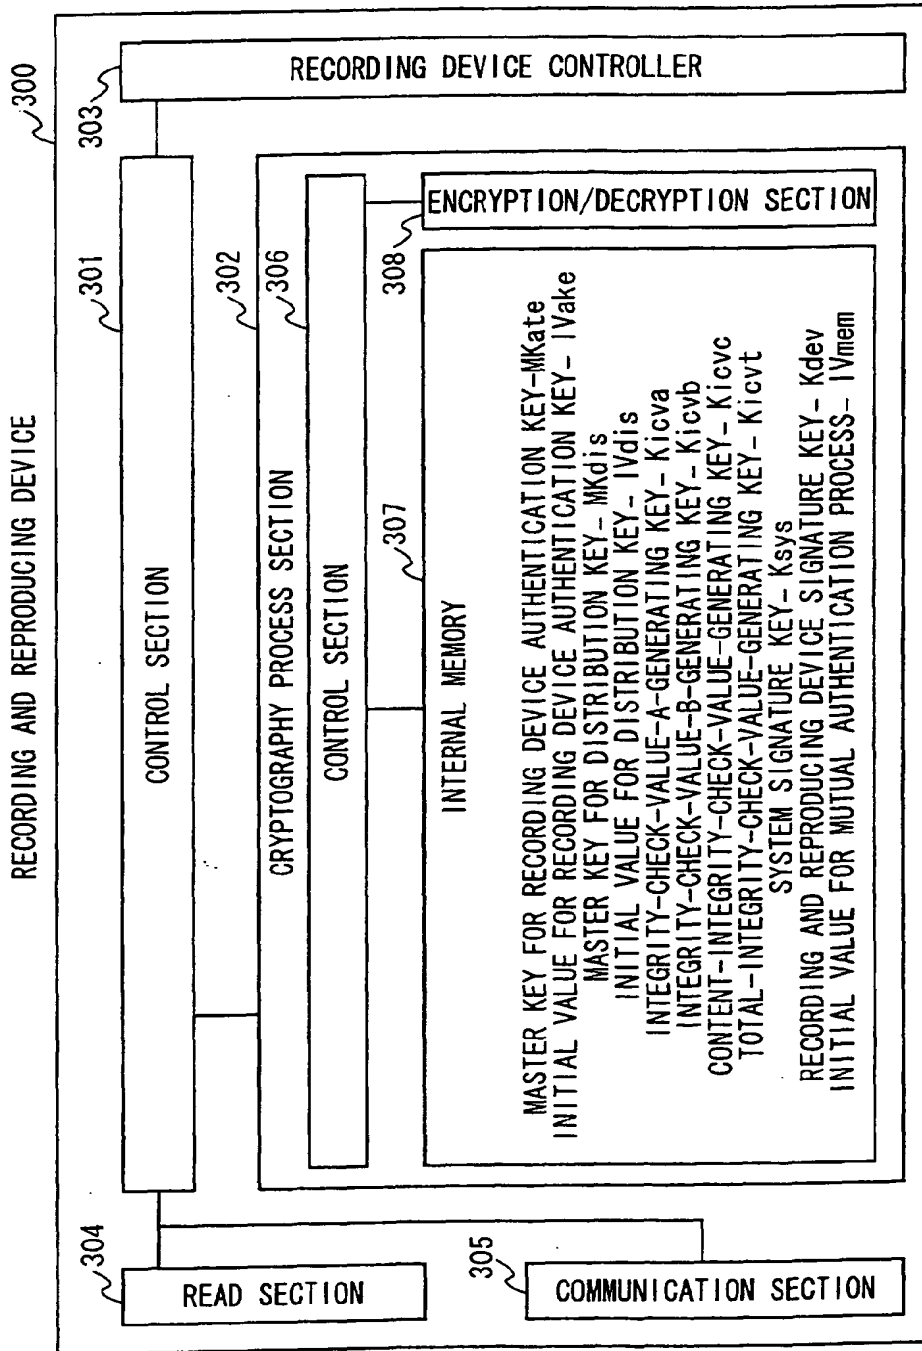 RECORDING AND REPRODUCING DEVICE
300
304
READ SECTION
305
COMMUNICATION SECTION
301
CONTROL SECTION
302
CRYPTOGRAPHY PROCESS SECTION
306
CONTROL SECTION
307
INTERNAL MEMORY
MASTER KEY FOR RECORDING DEVICE AUTHENTICATION KEY-MKate
INITIAL VALUE FOR RECORDING DEVICE AUTHENTICATION KEY- IVake
MASTER KEY FOR DISTRIBUTION KEY- MKdis
INITIAL VALUE FOR DISTRIBUTION KEY- IVdis
INTEGRITY-CHECK-VALUE-A-GENERATING KEY-Kicva
INTEGRITY-CHECK-VALUE-B-GENERATING KEY- Kicvb
CONTENT-INTEGRITY-CHECK-VALUE-GENERATING KEY- Kicvc
TOTAL-INTEGRITY-CHECK-VALUE-GENERATING KEY- Kicvt
SYSTEM SIGNATURE KEY- Ksys
RECORDING AND REPRODUCING DEVICE SIGNATURE KEY- Kdev
INITIAL VALUE FOR MUTUAL AUTHENTICATION PROCESS- IVmem
308
ENCRYPTION/DECRYPTION SECTION
303
RECORDING DEVICE CONTROLLER